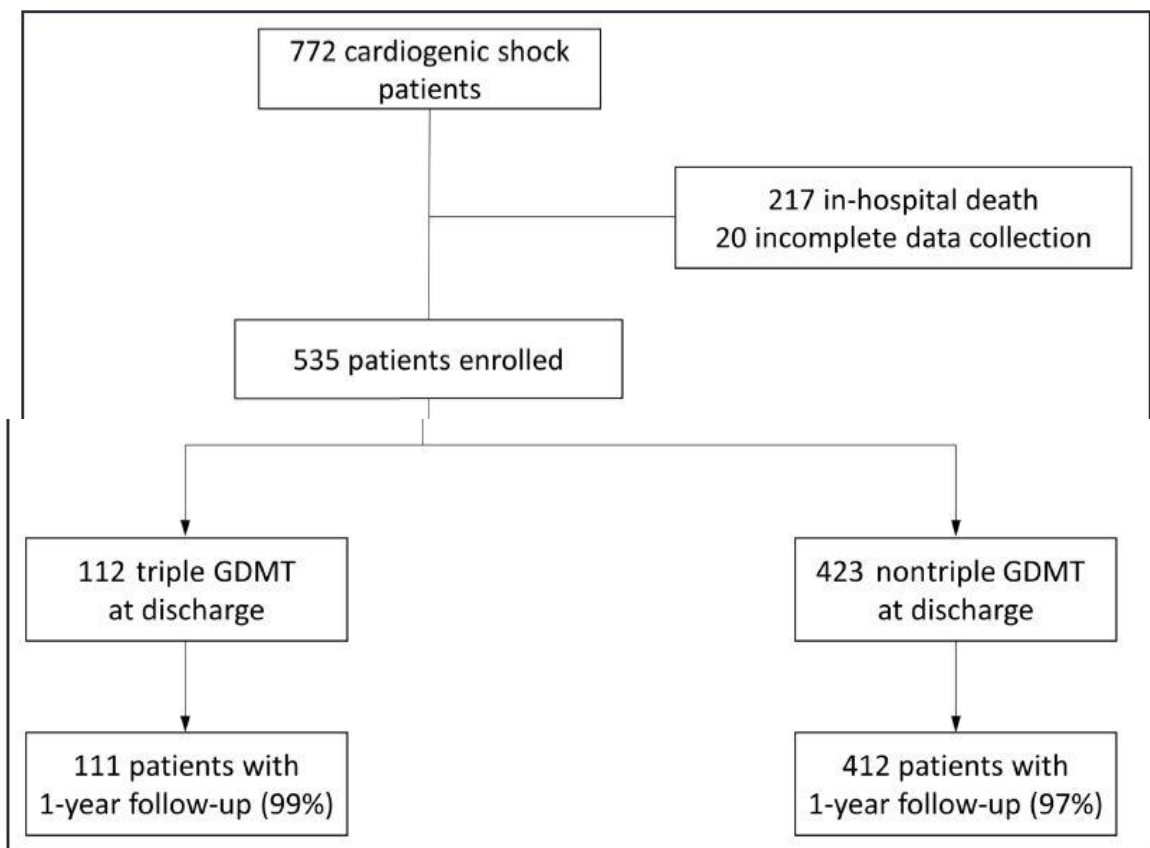 772 cardiogenic shock
patients
217 in-hospital death
20 incomplete data collection
535 patients enrolled
112 triple GDMT
at discharge
423 nontriple GDMT
at discharge
111 patients with
1-year follow-up (99%)
412 patients with
1-year follow-up (97%)